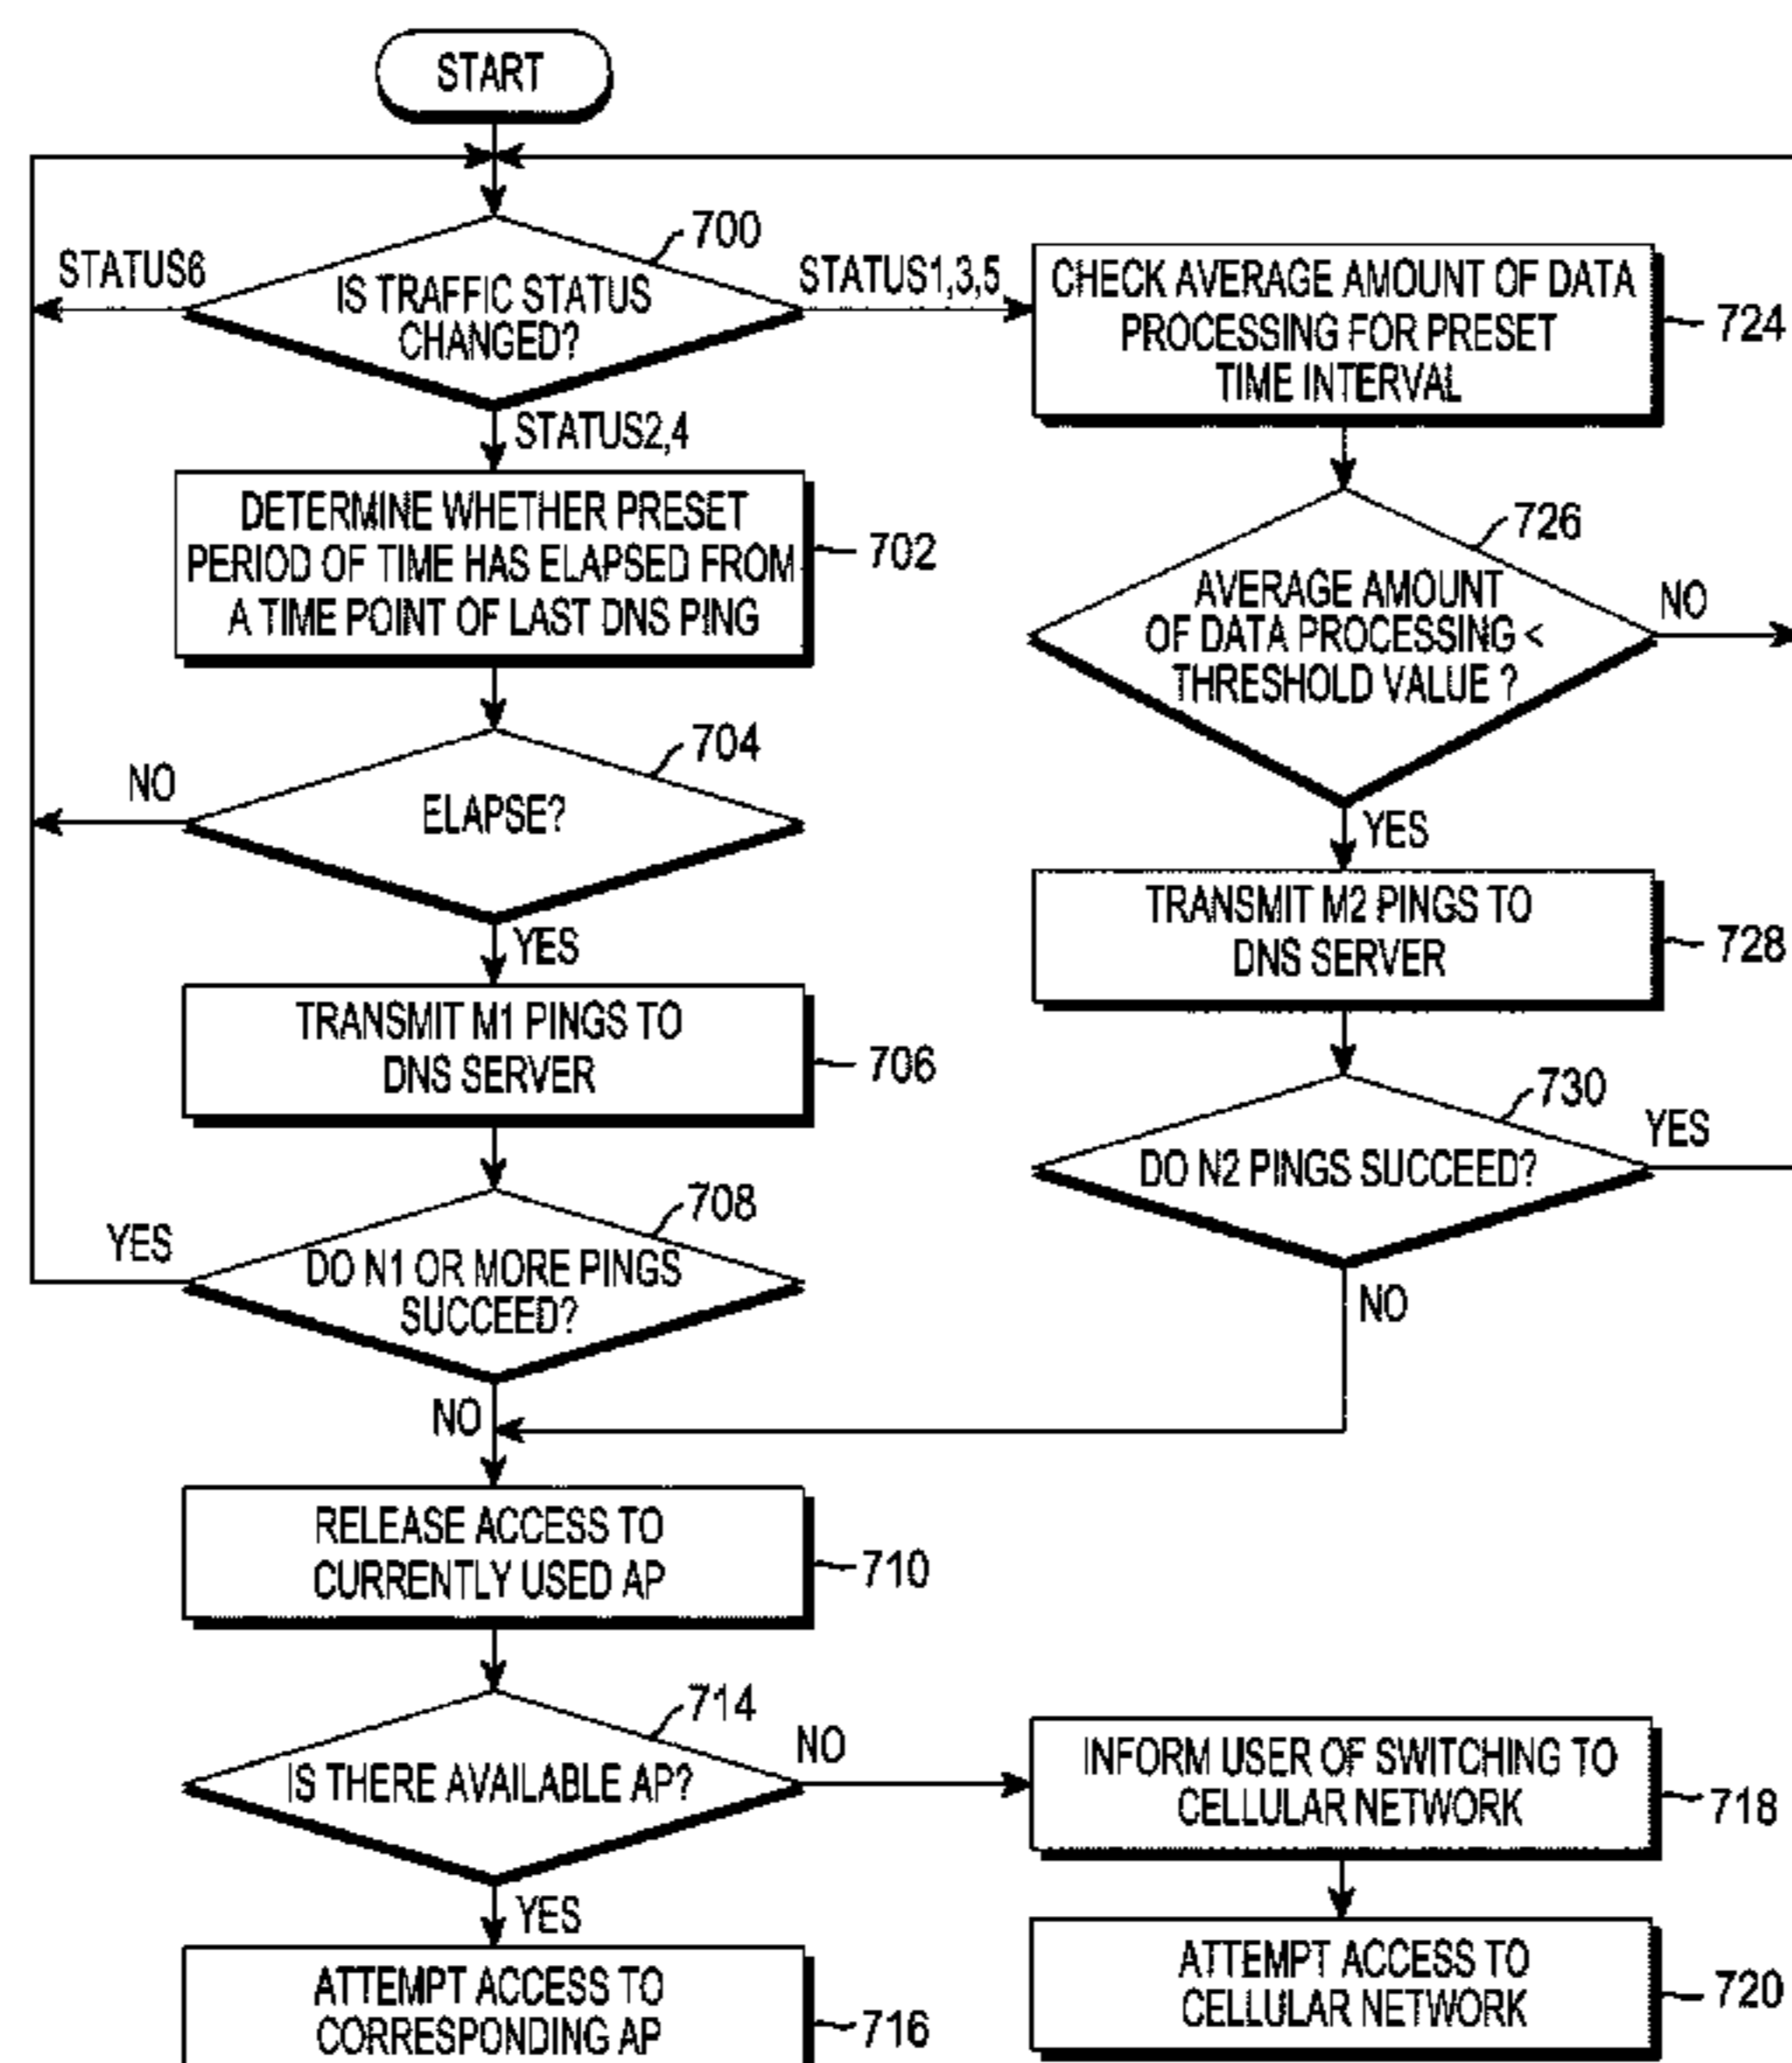 START
700
STATUS6
IS TRAFFIC STATUS
CHANGED?
STATUS1,3,5
STATUS2,4
CHECK AVERAGE AMOUNT OF DATA
PROCESSING FOR PRESET
TIME INTERVAL
724
DETERMINE WHETHER PRESET
PERIOD OF TIME HAS ELAPSED FROM
A TIME POINT OF LAST DNS PING
702
726
AVERAGE AMOUNT
OF DATA PROCESSING <
THRESHOLD VALUE ?
NO
YES
704
NO
ELAPSE?
YES
TRANSMIT M2 PINGS TO
DNS SERVER
728
TRANSMIT M1 PINGS TO
DNS SERVER
706
730
DO N2 PINGS SUCCEED?
YES
NO
708
YES
DO N1 OR MORE PINGS
SUCCEED?
NO
RELEASE ACCESS TO
CURRENTLY USED AP
710
714
IS THERE AVAILABLE AP?
NO
YES
INFORM USER OF SWITCHING TO
CELLULAR NETWORK
718
ATTEMPT ACCESS TO
CORRESPONDING AP
716
ATTEMPT ACCESS TO
CELLULAR NETWORK
720